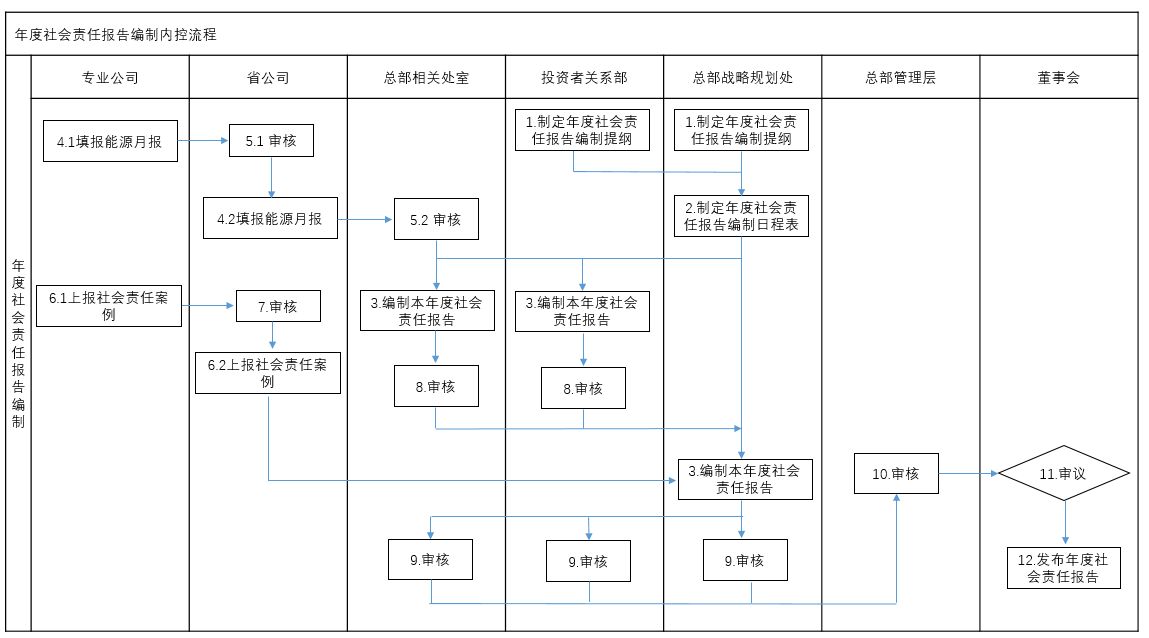 年度社会责任报告编制内控流程
专业公司
省公司
总部相关处室
投资者关系部
总部战略规划处
总部管理层
董事会
年度社会责任报告编制
1.制定年度社会责
任报告编制提纲
1.制定年度社会责
任报告编制提纲
4.1填报能源月报
5.1 审核
2.制定年度社会责
任报告编制日程表
4.2填报能源月报
5.2 审核
6.1上报社会责任案
例
7.审核
3.编制本年度社会
责任报告
3.编制本年度社会
责任报告
6.2上报社会责任案
例
8.审核
8.审核
3.编制本年度社会
责任报告
10.审核
11.审议
9.审核
9.审核
9.审核
12.发布年度社
会责任报告